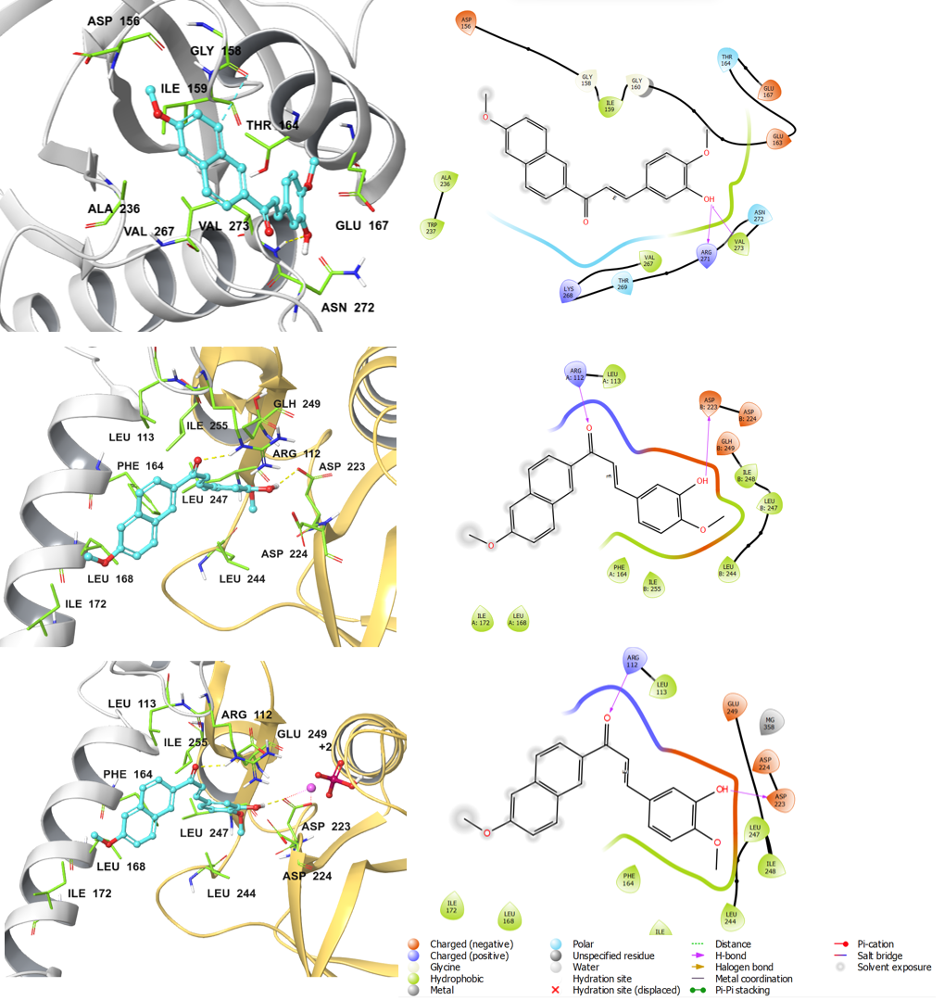 ASP 156
GLY 158
ILE 159
THR 164
ALA 236
VAL 267
VAL 273
GLU 167
ASN 272
ASP
156
GLY
158
ILE
159
GLY
160
THR
164
GLU
167
GLU
163
O
O
OH
O
E
ALA
236
TRP
237
ASN
272
VAL
273
ARG
271
VAL
267
THR
269
LYS
268
GLH 249
LEU 113
ILE 255
ARG 112
PHE 164
ASP 223
LEU 247
ASP 224
LEU 168
LEU 244
ILE 172
ARG
A: 112
LEU
A: 113
ASP
B: 223
ASP
B: 224
GLH
B: 249
ILE
B: 248
LEU
B: 247
O
E
OH
O
O
PHE
A: 164
ILE
B: 255
LEU
B: 244
ILE
A: 172
LEU
A: 168
LEU 113
ARG 112
GLU 249
+2
ILE 255
PHE 164
LEU 247
ASP 223
LEU 168
ASP 224
ILE 172
LEU 244
ARG
112
LEU
113
GLU
249
MG
358
ASP
224
ASP
223
O
OH
O
O
LEU
247
ILE
248
PHE
164
ILE
172
LEU
168
LEU
244
ILE
Charged (negative)
Charged (positive)
Glycine
Hydrophobic
Metal
Polar
Unspecified residue
Water
Hydration site
Hydration site (displaced)
Distance
H-bond
Halogen bond
Metal coordination
Pi-Pi stacking
Pi-cation
Salt bridge
Solvent exposure